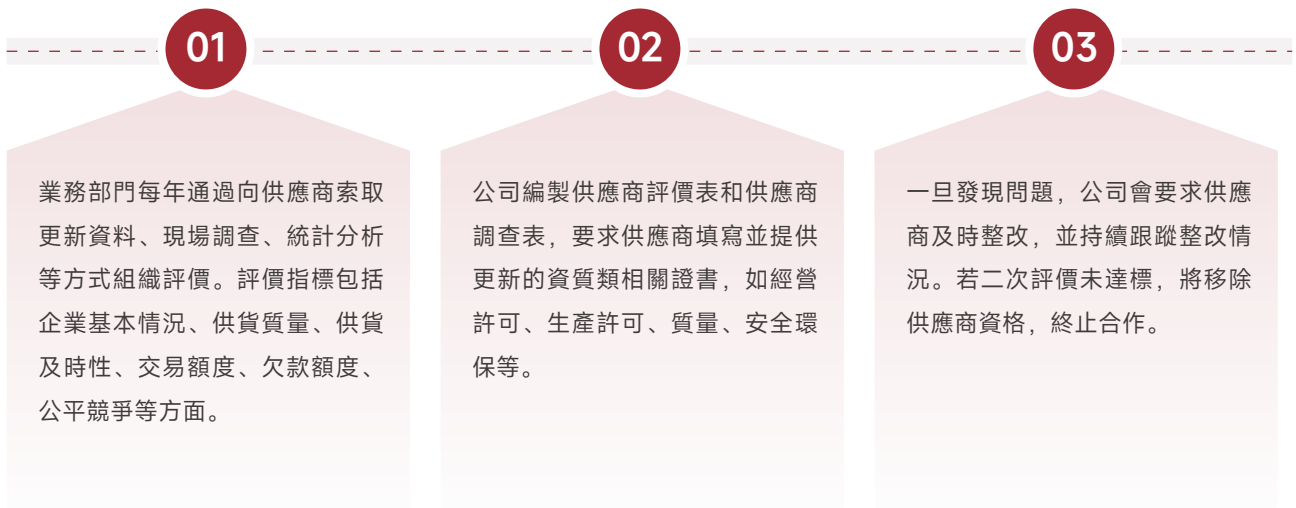 01
業務部門每年通過向供應商索取
更新資料、現場調查、統計分析
等方式組織評價。評價指標包括
企業基本情況、供貨質量、供貨
及時性、交易額度、欠款額度、
公平競爭等方面。
02
公司編製供應商評價表和供應商
調查表，要求供應商填寫並提供
更新的資質類相關證書，如經營
許可、生產許可、質量、安全環
保等。
03
一旦發現問題，公司會要求供應
商及時整改，並持續跟蹤整改情
況。若二次評價未達標，將移除
供應商資格，終止合作。